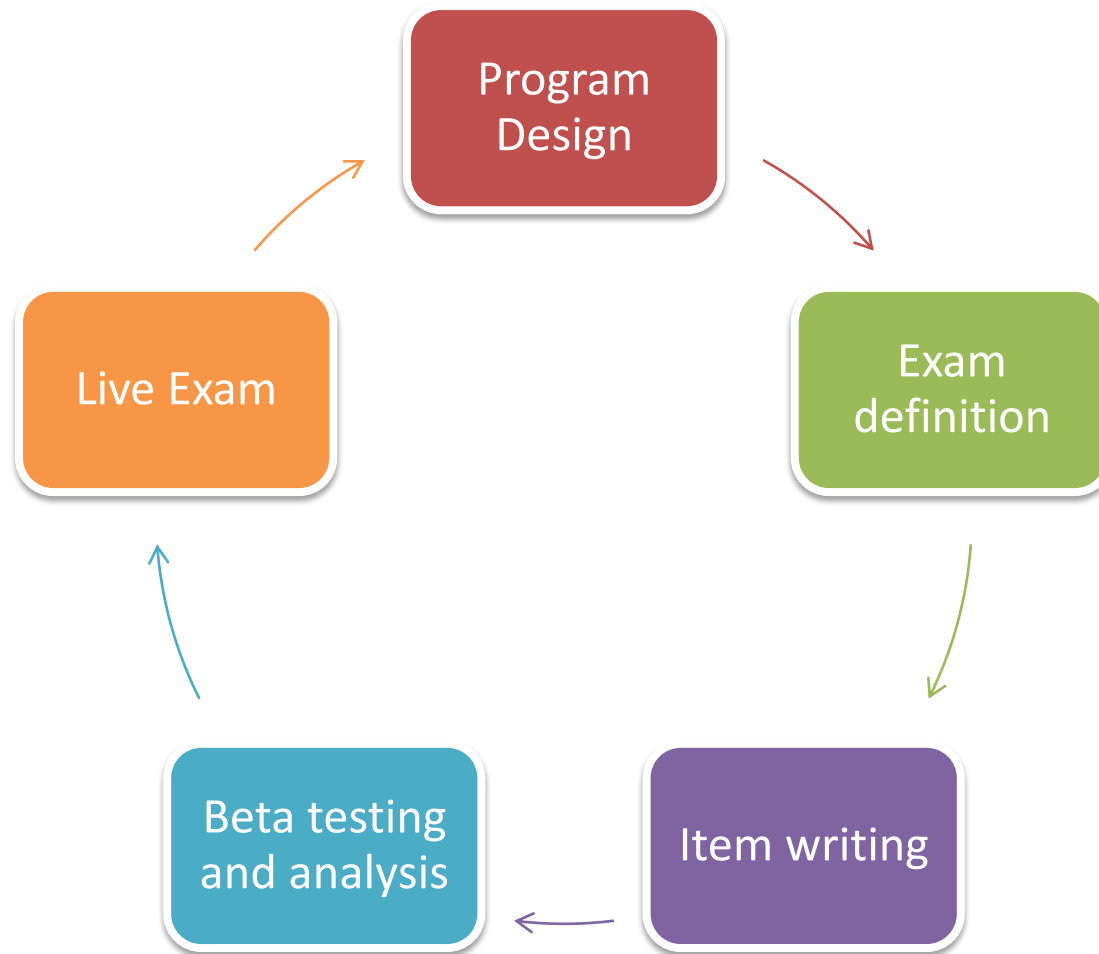 Program
Design
Exam
definition
Item writing
Beta testing
and analysis
Live Exam